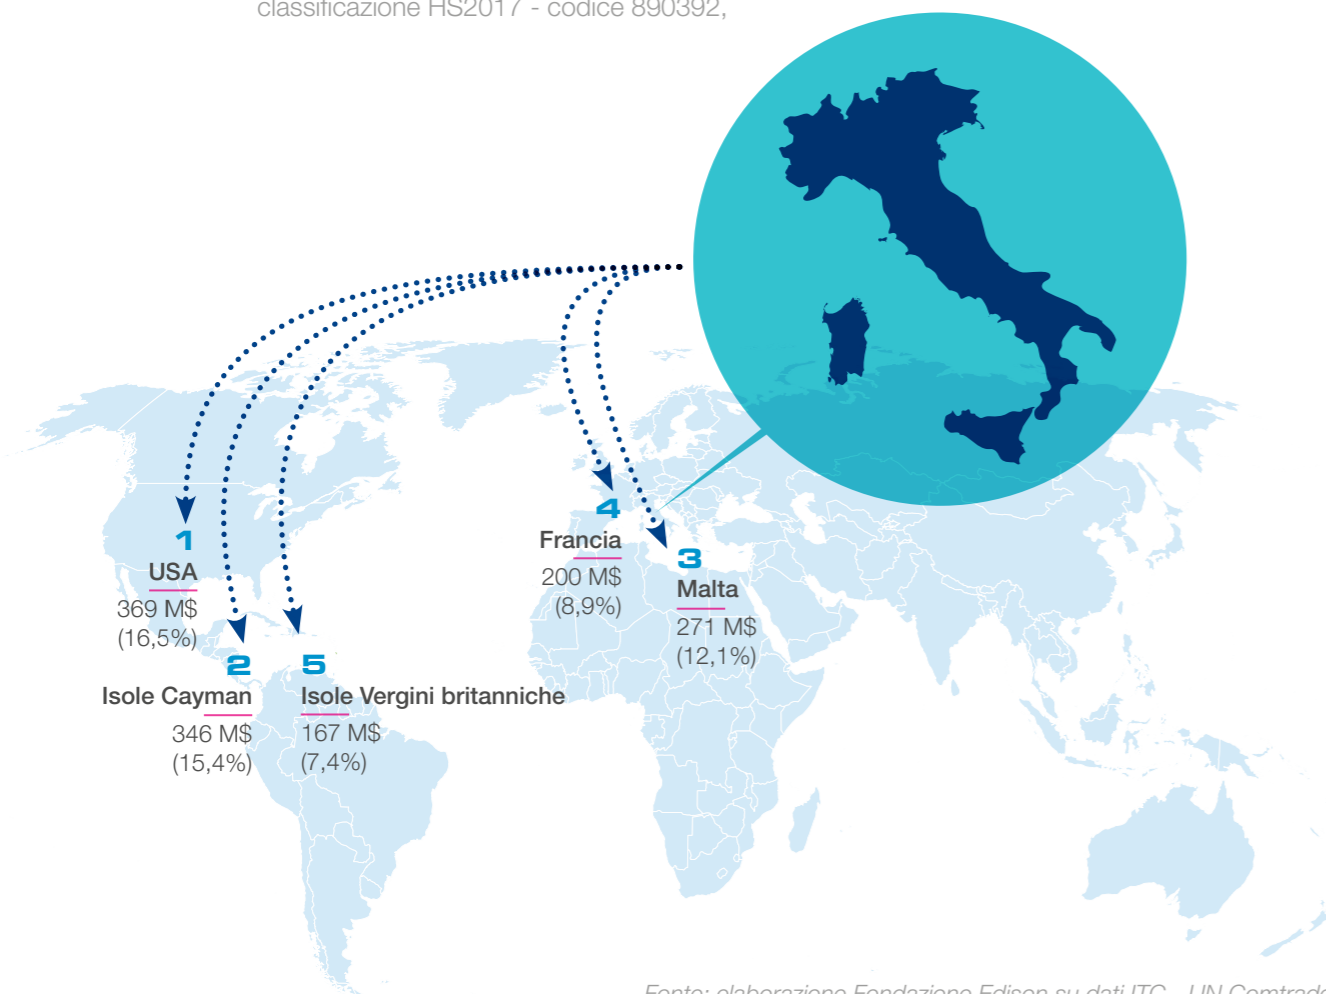 classificazione HS2017 - codice 890392,
1
USA
369 M$
(16,5%)
2
Isole Cayman
346 M$
(15,4%)
5
Isole Vergini britanniche
167 M$
(7,4%)
4
Francia
200 M$
(8,9%)
3
Malta
271 M$
(12,1%)
Fonte: elaborazione Fondazione Edison su dati ITC - UN Comtrade